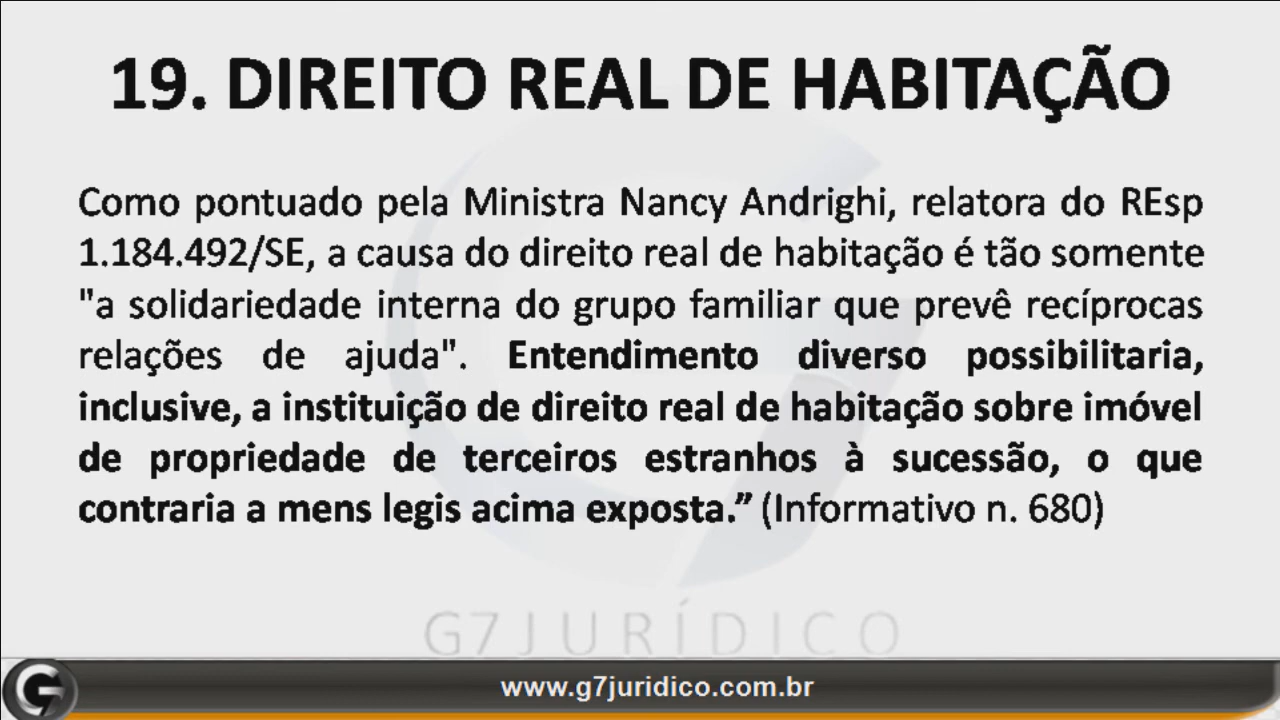 19. DIREITO REAL DE HABITAÇÃO
Como pontuado pela Ministra Nancy Andrighi, relatora do REsp
1.184.492/SE, a causa do direito real de habitação é tão somente
"a solidariedade interna do grupo familiar que prevê recíprocas
relações de ajuda". Entendimento diverso possibilitaria,
inclusive, a instituição de direito real de habitação sobre imóvel
de propriedade de terceiros estranhos à sucessão, o que
contraria a mens legis acima exposta.” (Informativo n. 680)
G7JURÍDICO
www.g7juridico.com.br